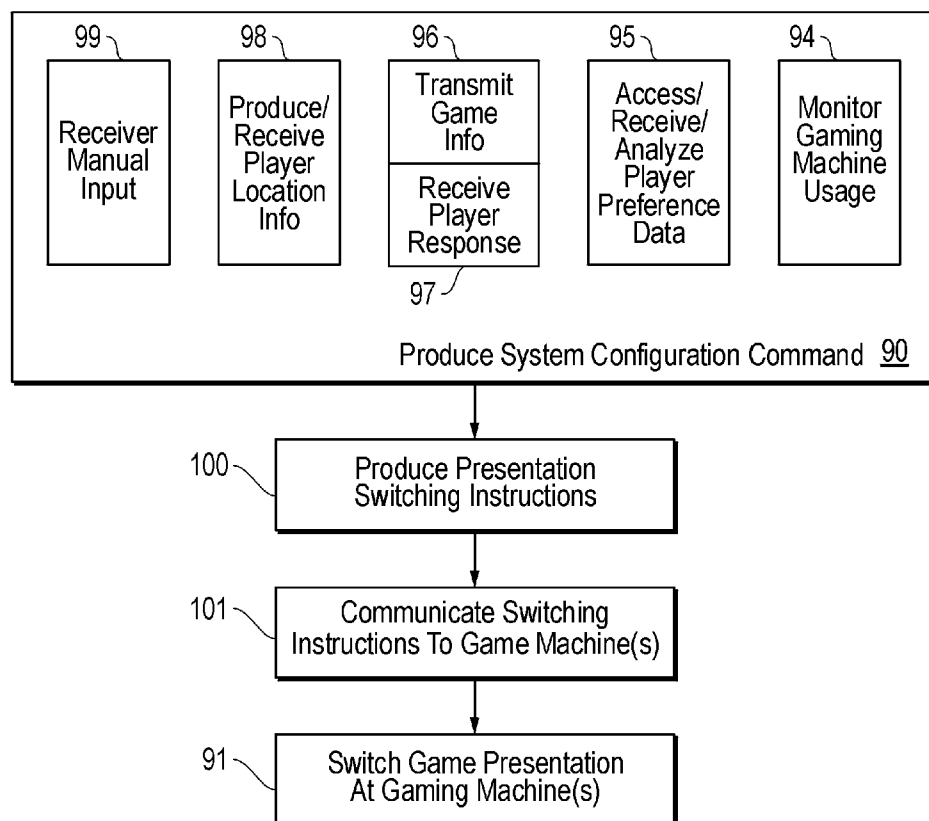 99
98
96
95
94
Receiver
Manual
Input
Produce/
Receive
Player
Location
Info
Transmit
Game
Info
Receive
Player
Response
97
Access/
Receive/
Analyze
Player
Preference
Data
Monitor
Gaming
Machine
Usage
Produce System Configuration Command 90
100
Produce Presentation
Switching Instructions
101
Communicate Switching
Instructions To Game Machine(s)
91
Switch Game Presentation
At Gaming Machine(s)